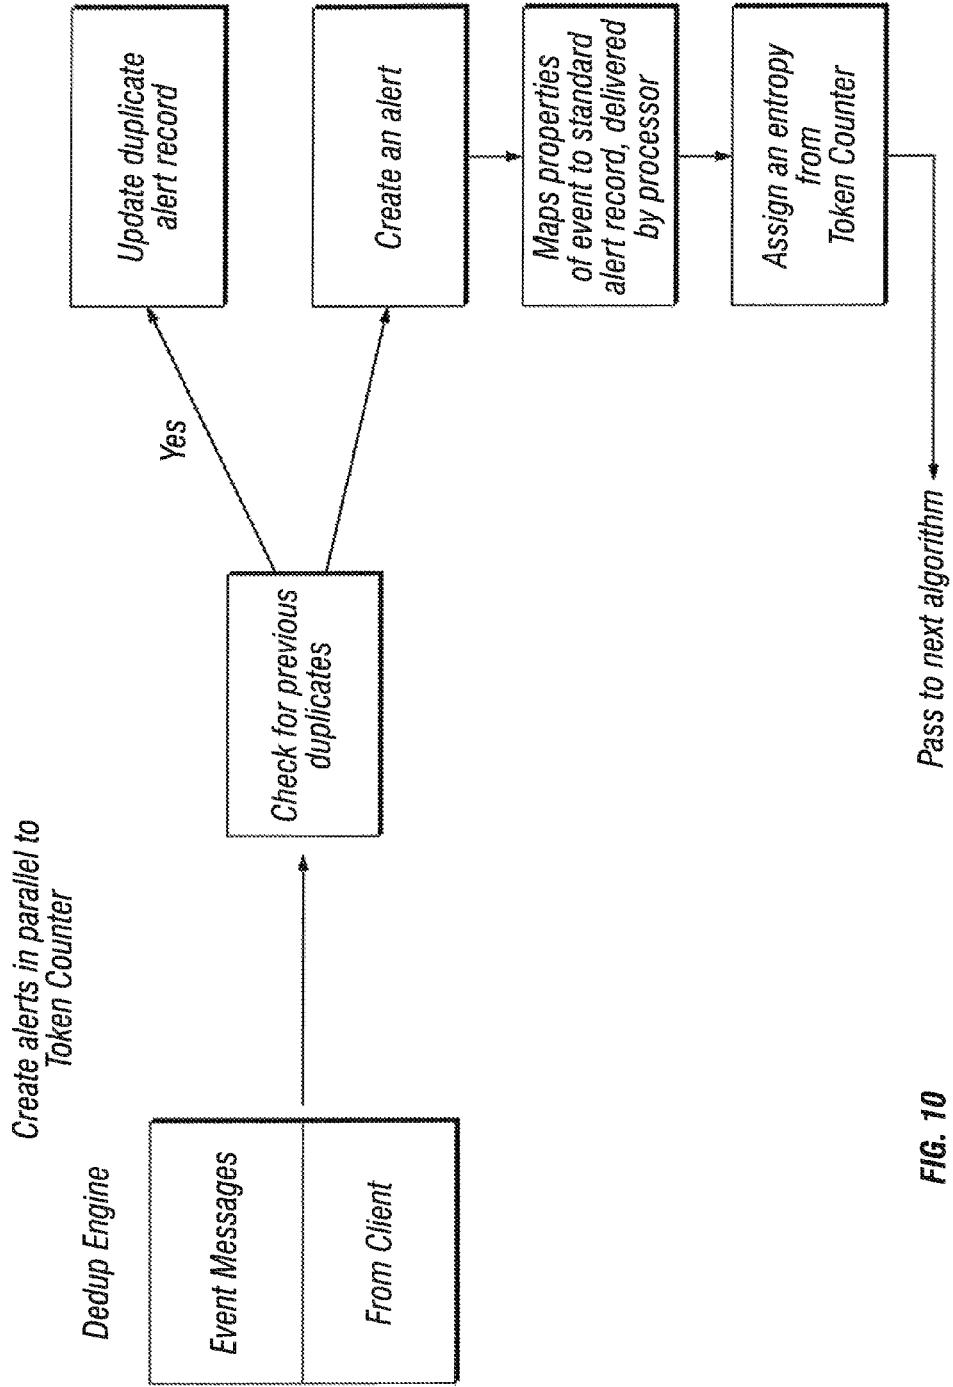 Create alerts in parallel to
Token Counter
Dedup Engine
Event Messages
From Client
Check for previous
duplicates
Yes
Update duplicate
alert record
Create an alert
Maps properties
of event to standard
alert record, delivered
by processor
Assign an entropy
from
Token Counter
Pass to next algorithm
FIG. 10